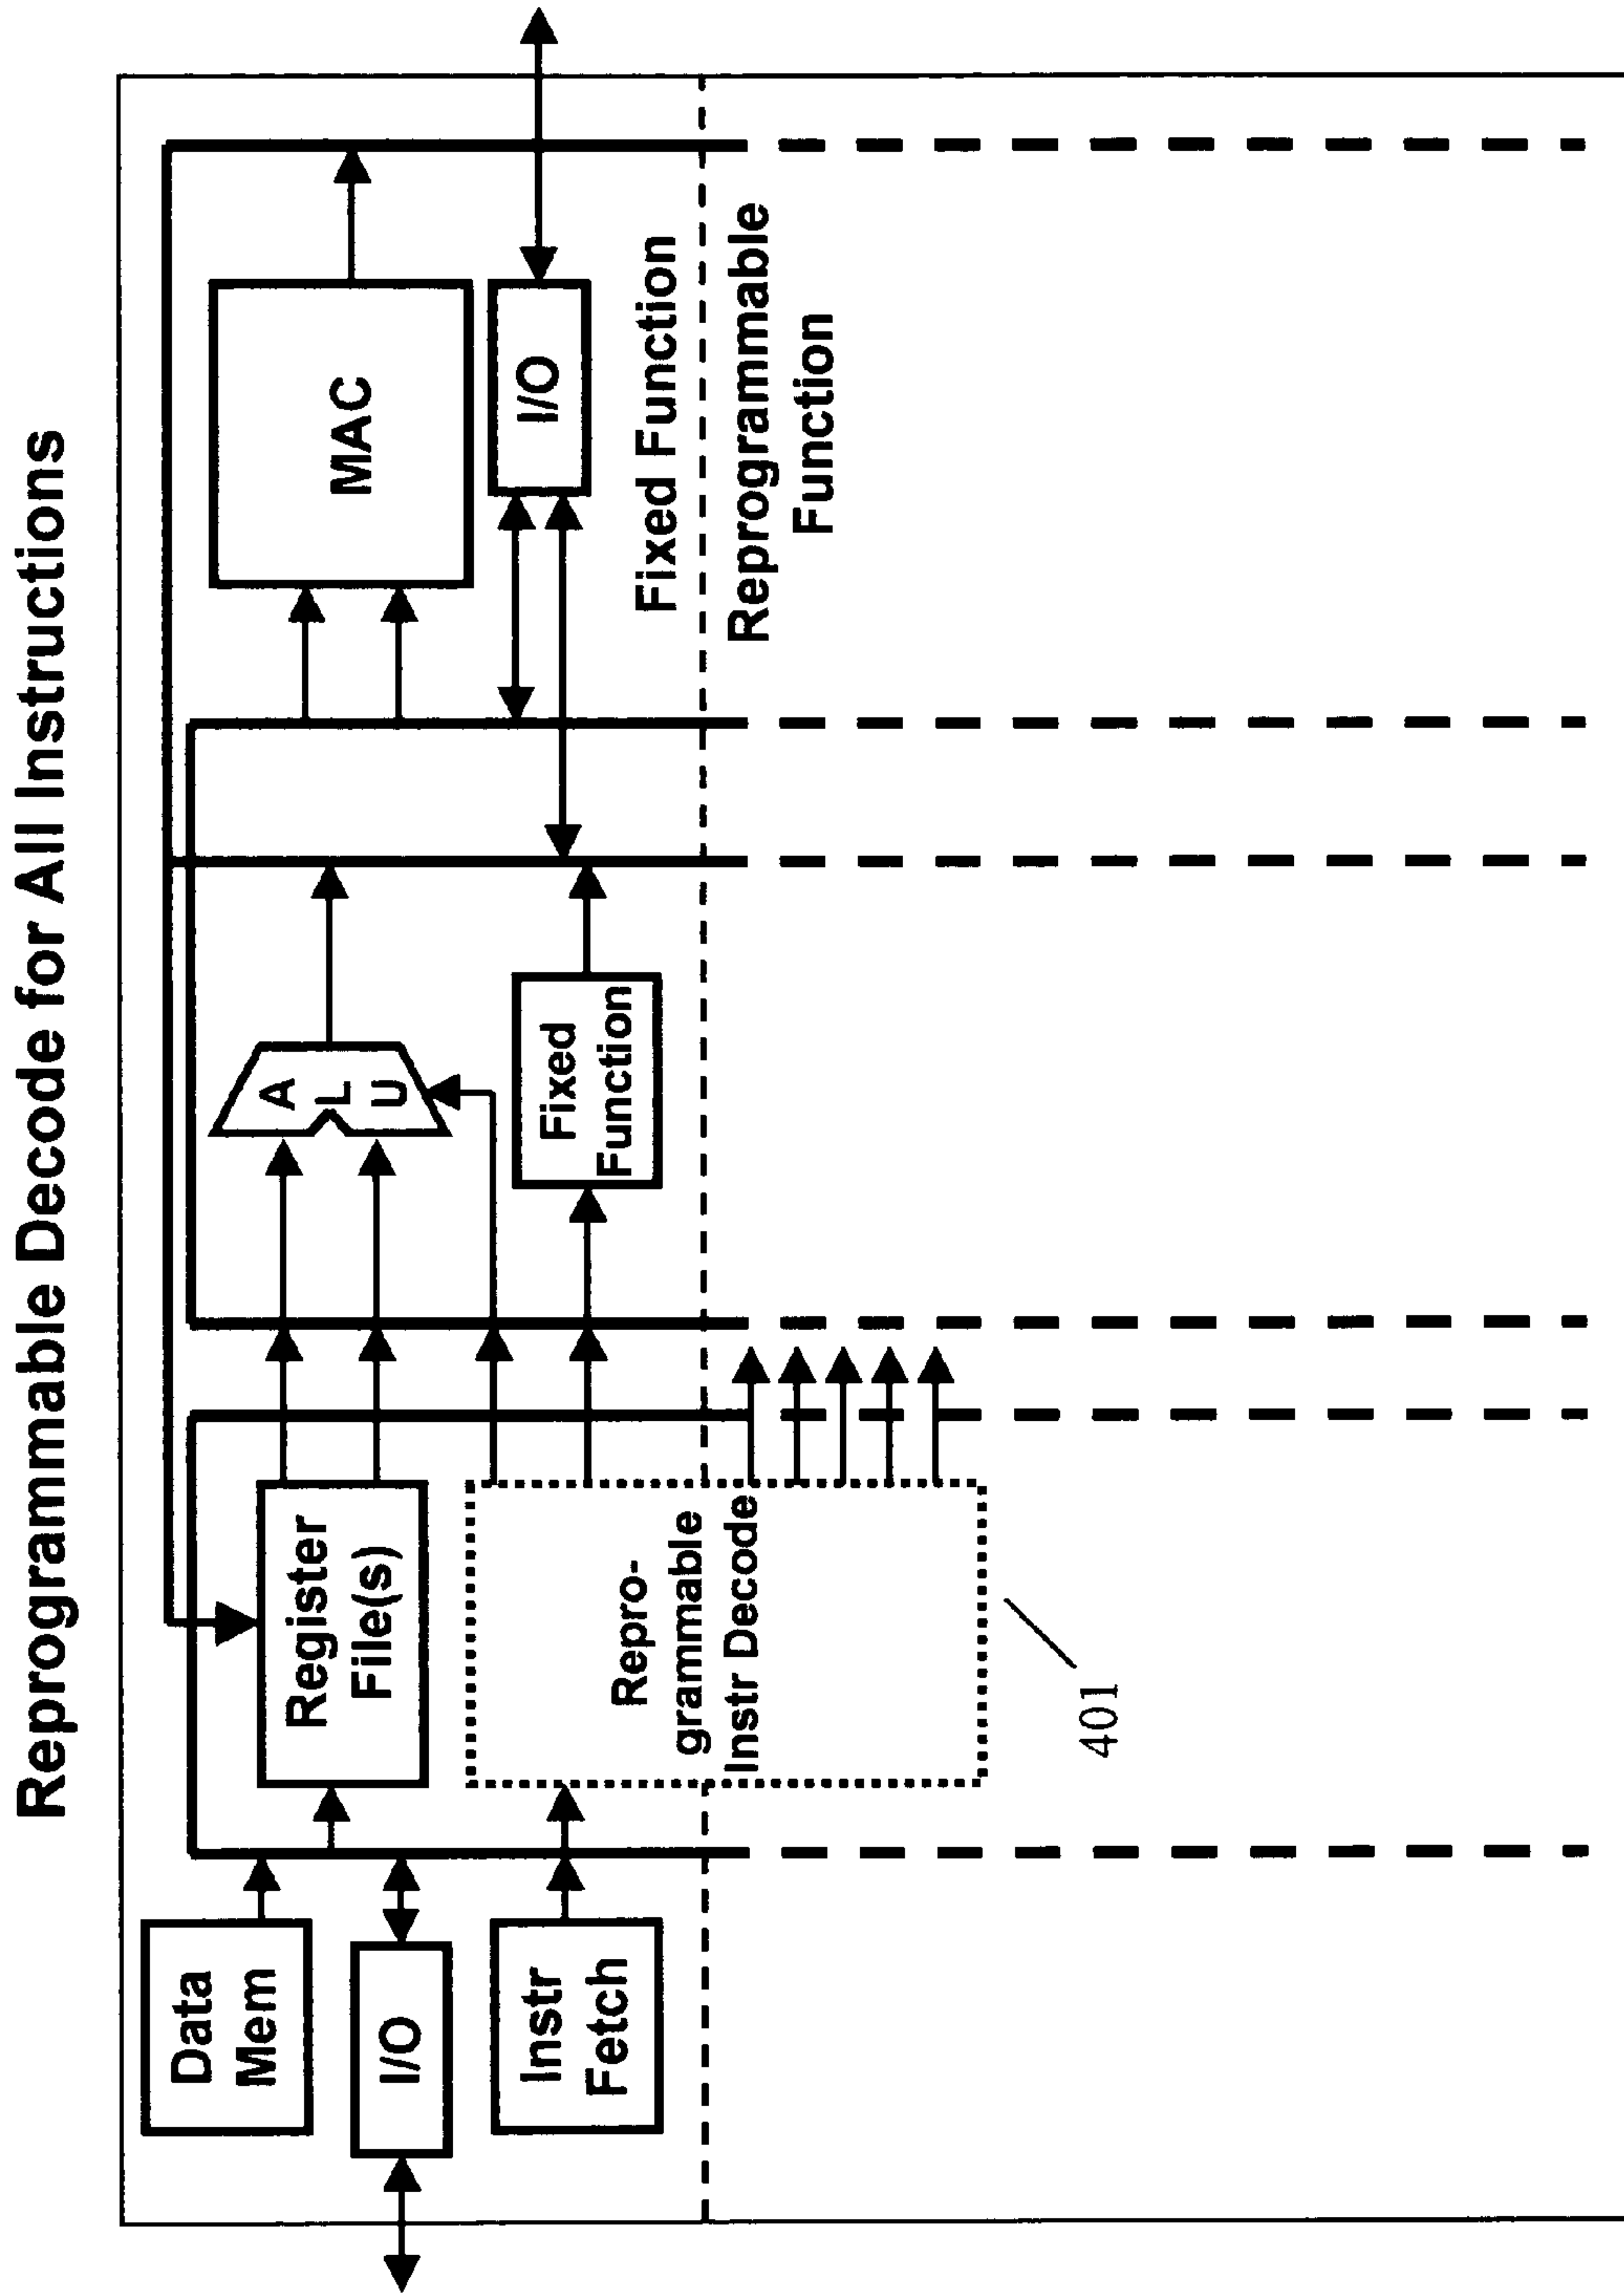 Reprogrammable Decode for All Instructions
Data
Mem
I/O
Instr
Fetch
Register
File(s)
Repro-
grammable
Instr Decode
401
A
L
U
Fixed
Function
MAC
I/O
Fixed Function
Reprogrammable
Function